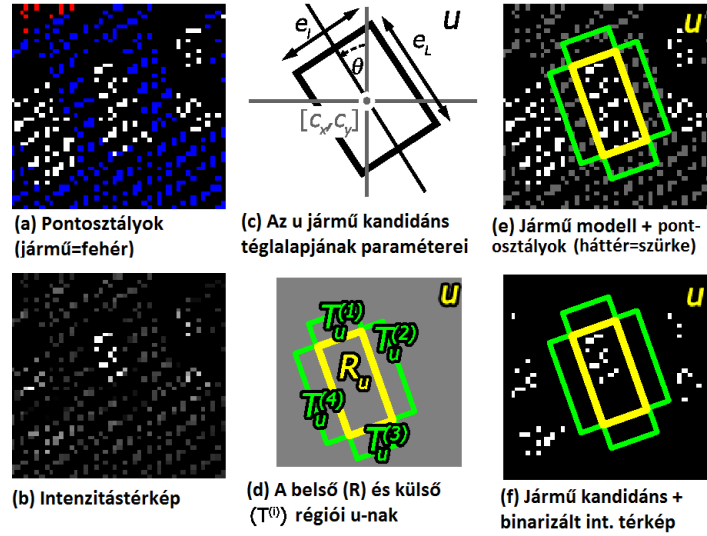 e_l
e_L
u
θ
[c_x, c_y]
u
(a) Pontosztályok
(jármű=fehér)
(c) Az u jármű kandidáns
téglalapjának paraméterei
(e) Jármű modell + pont-
osztályok (háttér=szürke)
u
T_u^(1)
T_u^(2)
R_u
T_u^(4)
T_u^(3)
u
(b) Intenzitástérkép
(d) A belső (R) és külső
(T^(i)) régiói u-nak
(f) Jármű kandidáns +
binarizált int. térkép